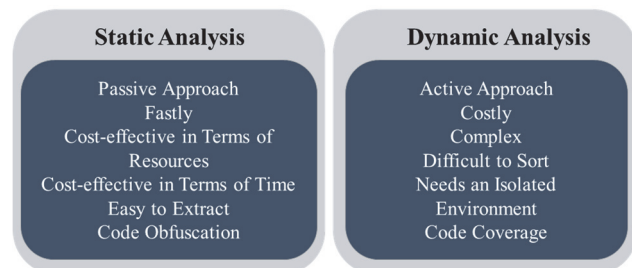 Static Analysis
Passive Approach
Fastly
Cost-effective in Terms of
Resources
Cost-effective in Terms of Time
Easy to Extract
Code Obfuscation
Dynamic Analysis
Active Approach
Costly
Complex
Difficult to Sort
Needs an Isolated
Environment
Code Coverage